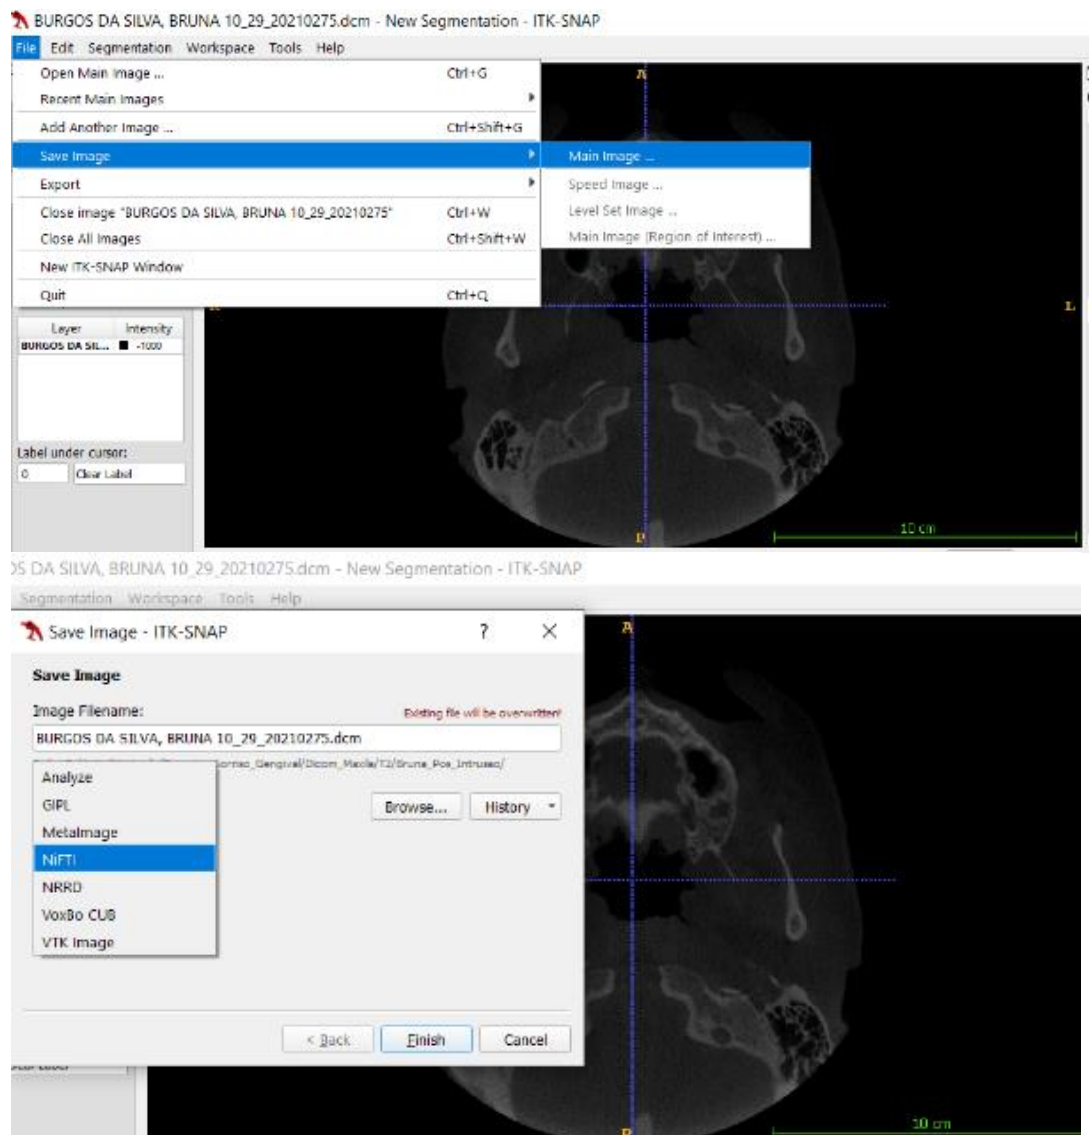 BURGOS DA SILVA, BRUNA 10_29_20210275.dcm - New Segmentation - ITK-SNAP
File Edit Segmentation Workspace Tools Help
Open Main Image ... Ctrl+G
Recent Main Images
Add Another Image ... Ctrl+Shift+G
Save Image
Main Image ...
Export
Speed Image ...
Close image "BURGOS DA SILVA, BRUNA 10_29_20210275" Ctrl+W
Level Set Image ...
Close All Images Ctrl+Shift+W
Main Image (Region of Interest) ...
New ITK-SNAP Window
Quit Ctrl+Q
A
L
Layer Intensity
BURGOS DA SIL... -1000
Label under cursor:
0 Clear Label
P
10 cm
OS DA SILVA, BRUNA 10_29_20210275.dcm - New Segmentation - ITK-SNAP
Segmentation Workspace Tools Help
Save Image - ITK-SNAP ?
A
Save Image
Image Filename: Existing file will be overwritten!
BURGOS DA SILVA, BRUNA 10_29_20210275.dcm
Gengival/Dicom_Maxila/T2/Bruna_Pos_Intrusao/
Analyze
GIPL
MetaImage
NiFTI
NRRD
VoxBo CUB
VTK Image
Browse... History
< Back Finish Cancel
10 cm
P